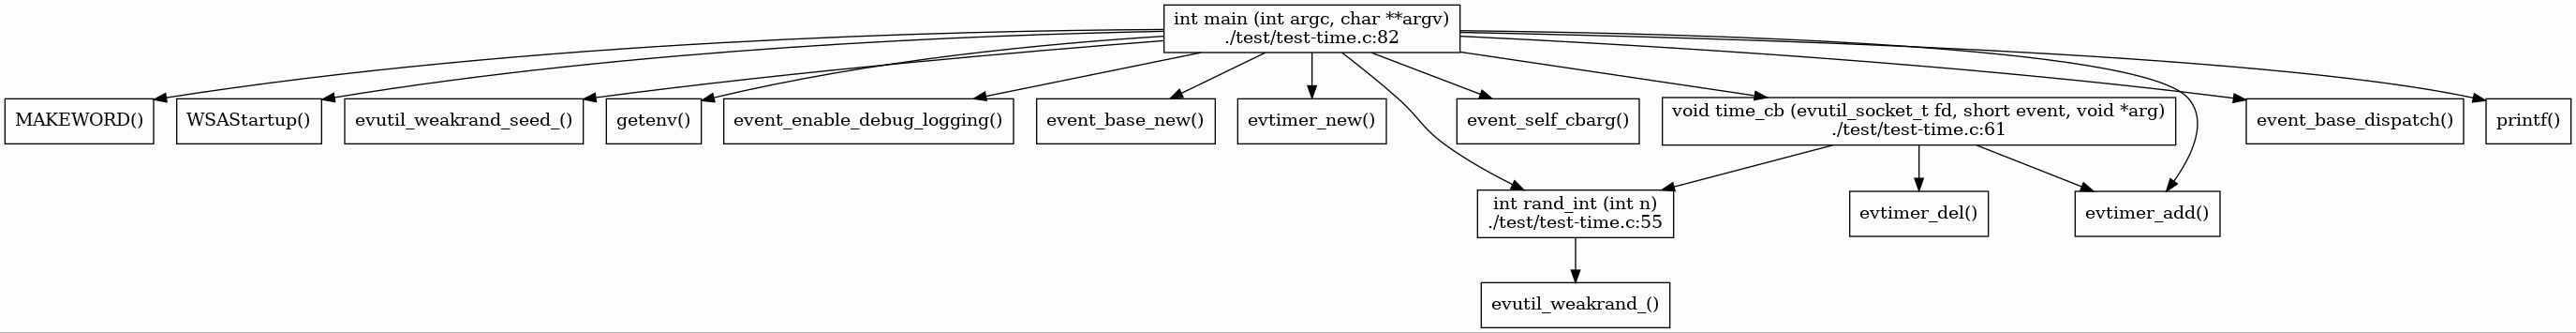 int main (int argc, char **argv)
./test/test-time.c:82
MAKEWORD()
WSAStartup()
evutil_weakrand_seed_()
getenv()
event_enable_debug_logging()
event_base_new()
evtimer_new()
event_self_cbarg()
void time_cb (evutil_socket_t fd, short event, void *arg)
./test/test-time.c:61
event_base_dispatch()
printf()
int rand_int (int n)
./test/test-time.c:55
evtimer_del()
evtimer_add()
evutil_weakrand_()